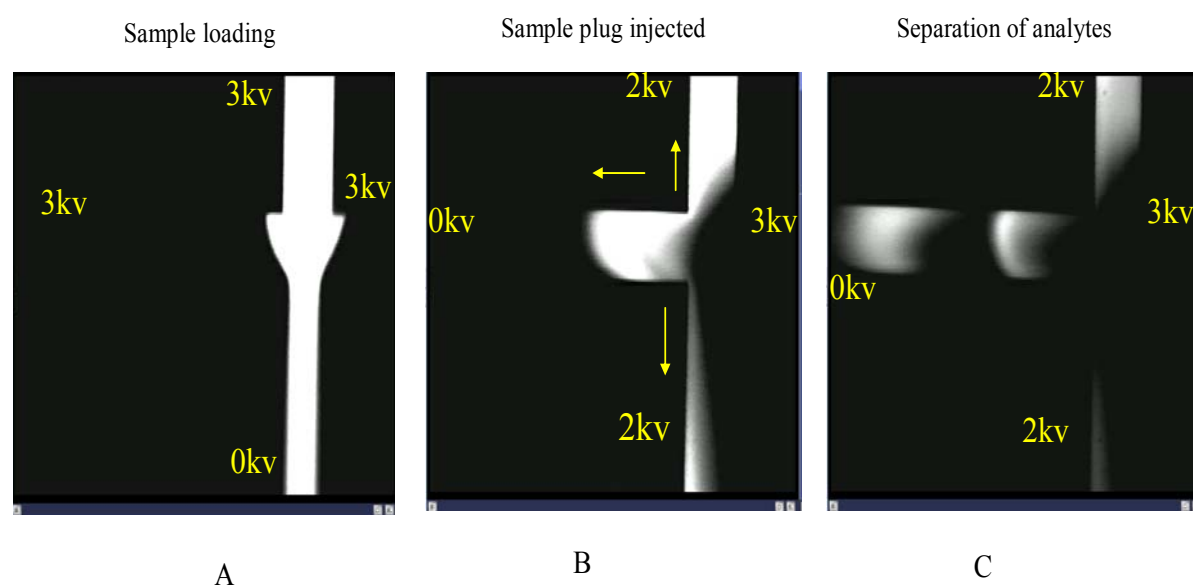 Sample loading
Sample plug injected
Separation of analytes
3kv
3kv
3kv
0kv
2kv
0kv
3kv
2kv
2kv
3kv
0kv
2kv
A
B
C